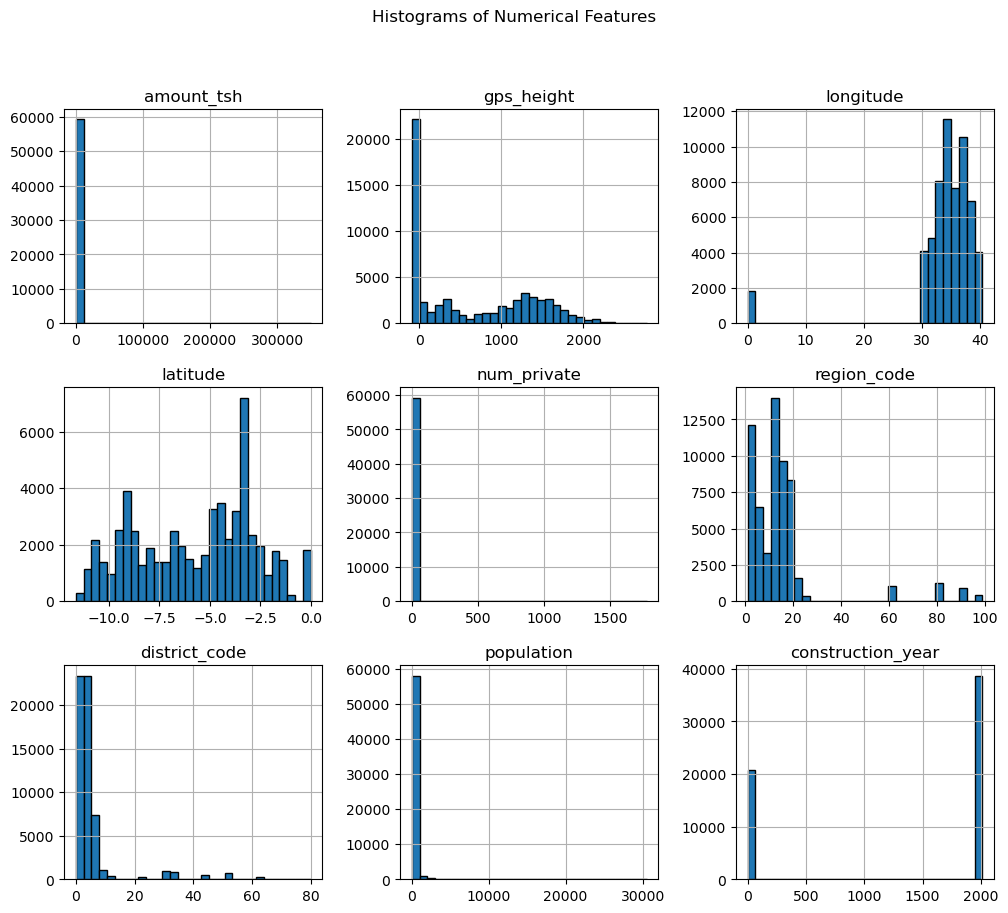 Histograms of Numerical Features
amount_tsh
60000
50000
40000
30000
20000
10000
0
0 100000 200000 300000
gps_height
20000
15000
10000
5000
0
0 1000 2000
longitude
12000
10000
8000
6000
4000
2000
0
0 10 20 30 40
latitude
6000
4000
2000
0
−10.0 −7.5 −5.0 −2.5 0.0
num_private
60000
50000
40000
30000
20000
10000
0
0 500 1000 1500
region_code
12500
10000
7500
5000
2500
0
0 20 40 60 80 100
district_code
20000
15000
10000
5000
0
0 20 40 60 80
population
60000
50000
40000
30000
20000
10000
0
0 10000 20000 30000
construction_year
40000
30000
20000
10000
0
0 500 1000 1500 2000